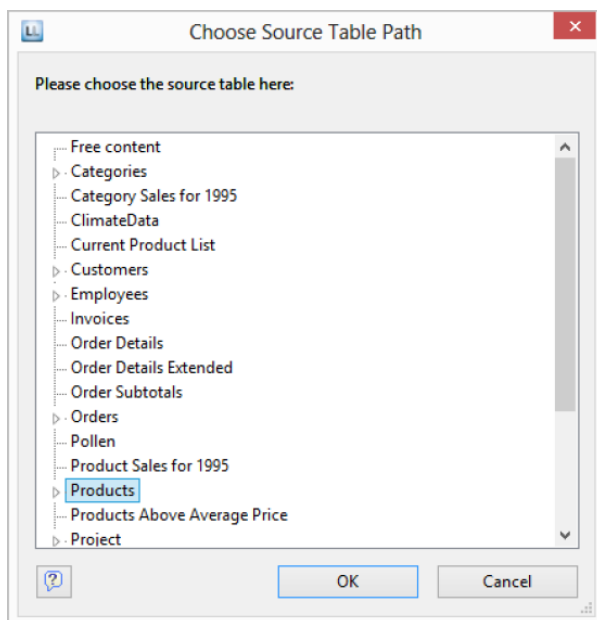 LL
Choose Source Table Path
Please choose the source table here:
Free content
Categories
Category Sales for 1995
ClimateData
Current Product List
Customers
Employees
Invoices
Order Details
Order Details Extended
Order Subtotals
Orders
Pollen
Product Sales for 1995
Products
Products Above Average Price
Project
?
OK
Cancel